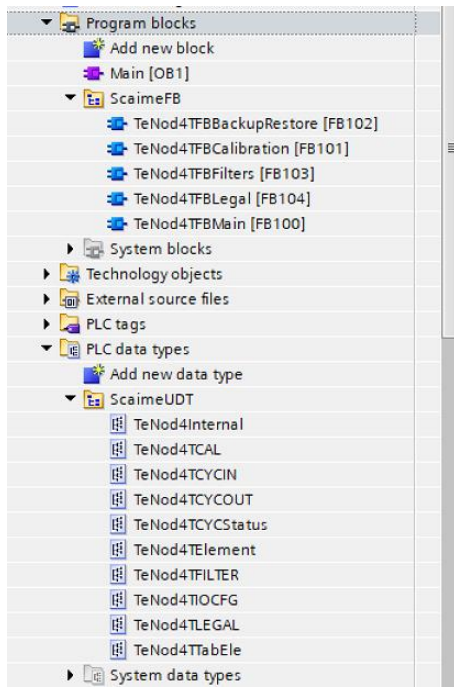 Program blocks
Add new block
Main [OB1]
ScaimeFB
TeNod4TFBBackupRestore [FB102]
TeNod4TFBCalibration [FB101]
TeNod4TFBFilters [FB103]
TeNod4TFBLegal [FB104]
TeNod4TFBMain [FB100]
System blocks
Technology objects
External source files
PLC tags
PLC data types
Add new data type
ScaimeUDT
TeNod4Internal
TeNod4TCAL
TeNod4TCYCIN
TeNod4TCYCOUT
TeNod4TCYCStatus
TeNod4TElement
TeNod4TFILTER
TeNod4TIOCFG
TeNod4TLEGAL
TeNod4TTabEle
System data types